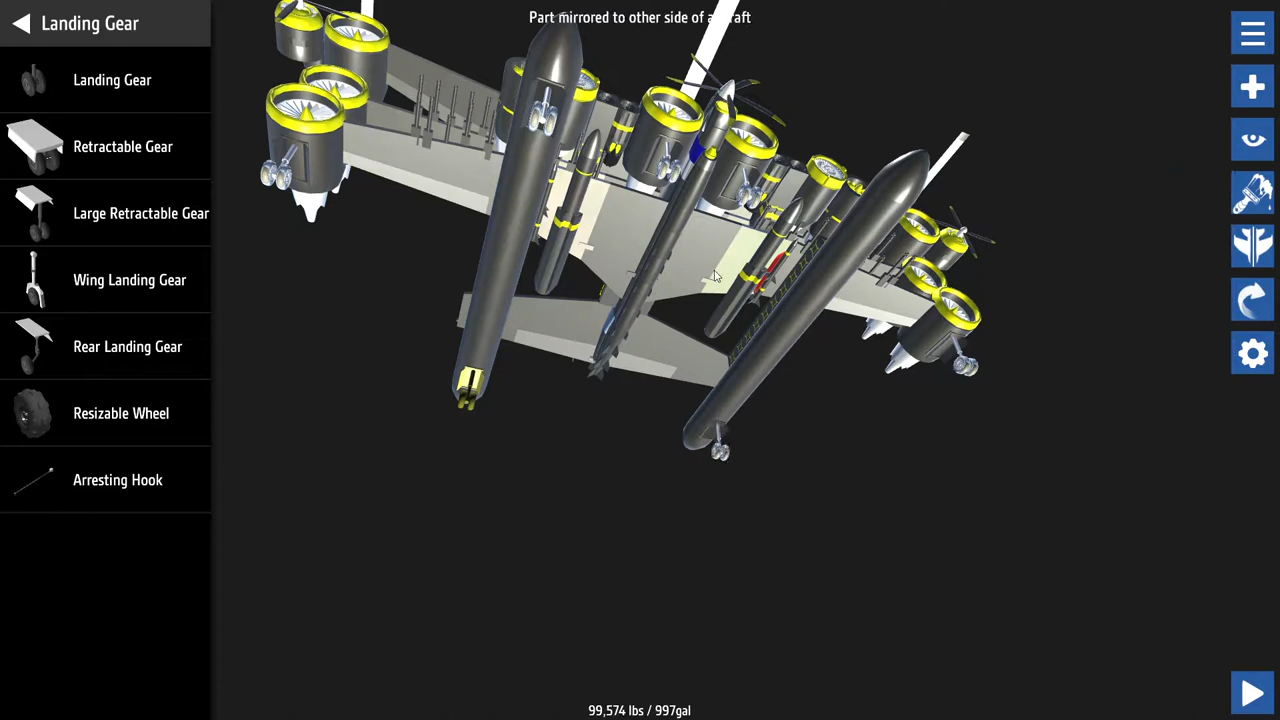 Landing Gear
Part mirrored to other side of aircraft
Landing Gear
Retractable Gear
Large Retractable Gear
Wing Landing Gear
Rear Landing Gear
Resizable Wheel
Arresting Hook
99,574 lbs / 997gal